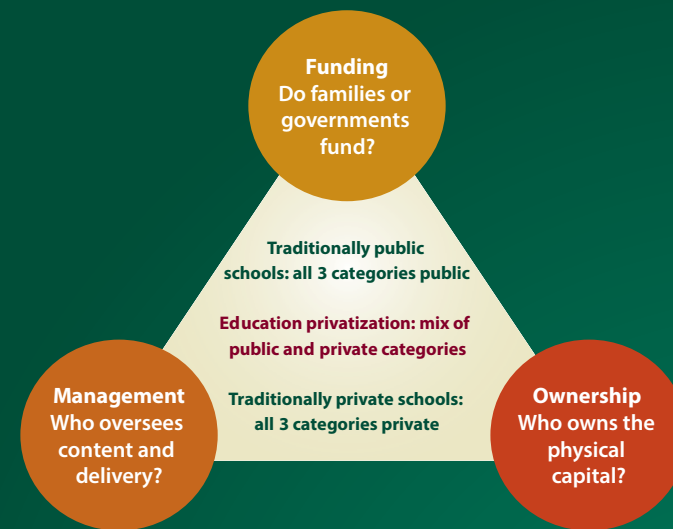 Funding
Do families or
governments
fund?
Traditionally public
schools: all 3 categories public
Education privatization: mix of
public and private categories
Traditionally private schools:
all 3 categories private
Management
Who oversees
content and
delivery?
Ownership
Who owns the
physical
capital?